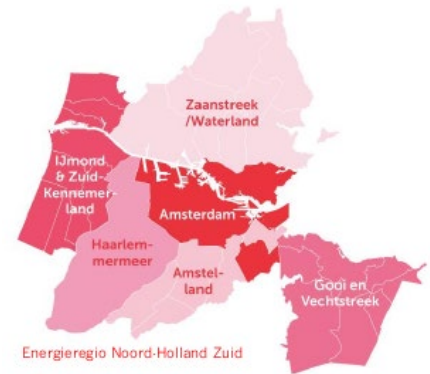 Zaanstreek
/Waterland
IJmond
& Zuid-
Kennemer-
land
Amsterdam
Haarlem-
mermeer
Amstel-
land
Gooi en
Vechtstreek
Energieregio Noord-Holland Zuid